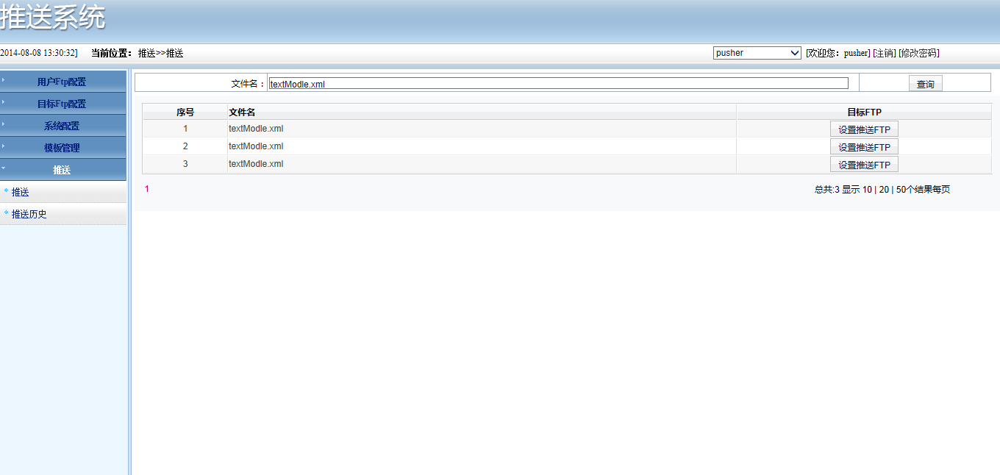 推送系统
2014-08-08 13:30:32] 当前位置： 推送>>推送 pusher [欢迎您：pusher] [注销] [修改密码]
用户Ftp配置
目标Ftp配置
系统配置
模板管理
推送
推送
推送历史
文件名： textModle.xml 查询
序号 文件名 目标FTP
1 textModle.xml 设置推送FTP
2 textModle.xml 设置推送FTP
3 textModle.xml 设置推送FTP
1 总共:3 显示 10 | 20 | 50个结果每页